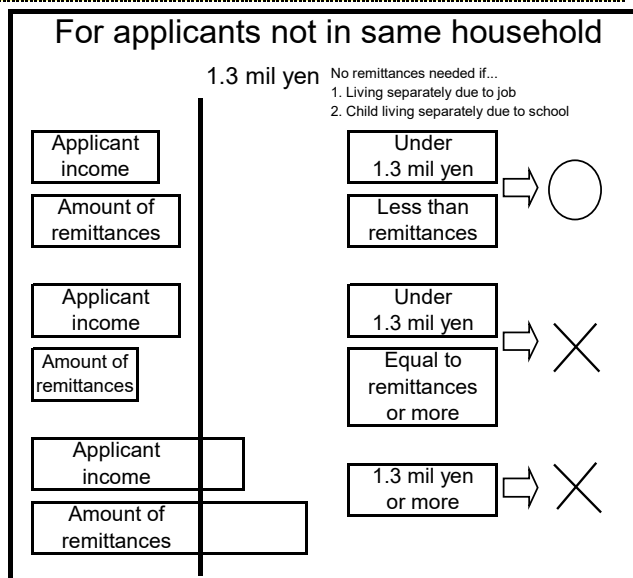 For applicants not in same household
1.3 mil yen
No remittances needed if...
1. Living separately due to job
2. Child living separately due to school
Applicant
income
Amount of
remittances
Under
1.3 mil yen
Less than
remittances
Applicant
income
Amount of
remittances
Under
1.3 mil yen
Equal to
remittances
or more
Applicant
income
Amount of
remittances
1.3 mil yen
or more